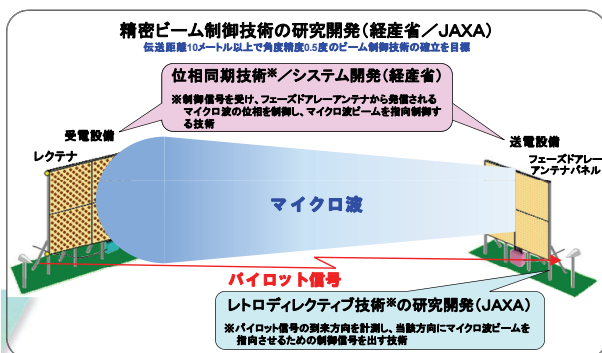 精密ビーム制御技術の研究開発(経産省/JAXA)
伝送距離10メートル以上で角度精度0.5度のビーム制御技術の確立を目標
位相同期技術※/システム開発(経産省)
※制御信号を受け、フェーズドアレーアンテナから発信される
マイクロ波の位相を制御し、マイクロ波ビームを指向制御す
る技術
受電設備
レクテナ
送電設備
フェーズドアレー
アンテナパネル
マイクロ波
パイロット信号
レトロディレクティブ技術※の研究開発(JAXA)
※パイロット信号の到来方向を計測し、当該方向にマイクロ波ビームを
指向させるための制御信号を出す技術